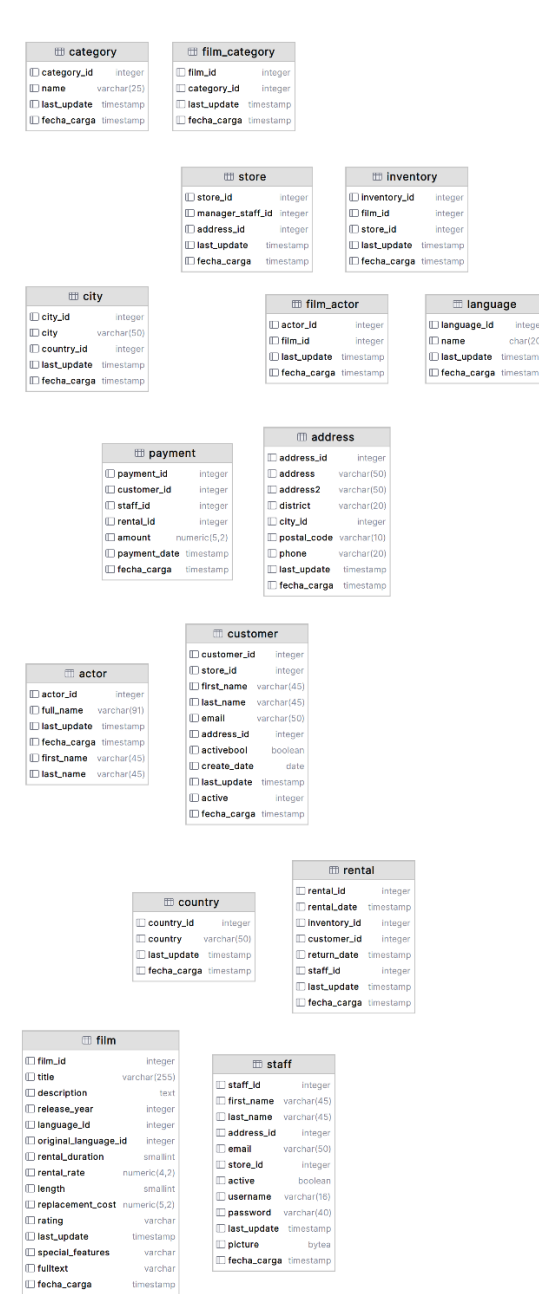 category
category_id integer
name varchar(25)
last_update timestamp
fecha_carga timestamp
film_category
film_id integer
category_id integer
last_update timestamp
fecha_carga timestamp
store
store_id integer
manager_staff_id integer
address_id integer
last_update timestamp
fecha_carga timestamp
inventory
inventory_id integer
film_id integer
store_id integer
last_update timestamp
fecha_carga timestamp
city
city_id integer
city varchar(50)
country_id integer
last_update timestamp
fecha_carga timestamp
film_actor
actor_id integer
film_id integer
last_update timestamp
fecha_carga timestamp
language
language_id intege
name char(20
last_update timestam
fecha_carga timestam
payment
payment_id integer
customer_id integer
staff_id integer
rental_id integer
amount numeric(5,2)
payment_date timestamp
fecha_carga timestamp
address
address_id integer
address varchar(50)
address2 varchar(50)
district varchar(20)
city_id integer
postal_code varchar(10)
phone varchar(20)
last_update timestamp
fecha_carga timestamp
actor
actor_id integer
full_name varchar(91)
last_update timestamp
fecha_carga timestamp
first_name varchar(45)
last_name varchar(45)
customer
customer_id integer
store_id integer
first_name varchar(45)
last_name varchar(45)
email varchar(50)
address_id integer
activebool boolean
create_date date
last_update timestamp
active integer
fecha_carga timestamp
country
country_id integer
country varchar(50)
last_update timestamp
fecha_carga timestamp
rental
rental_id integer
rental_date timestamp
inventory_id integer
customer_id integer
return_date timestamp
staff_id integer
last_update timestamp
fecha_carga timestamp
film
film_id integer
title varchar(255)
description text
release_year integer
language_id integer
original_language_id integer
rental_duration smallint
rental_rate numeric(4,2)
length smallint
replacement_cost numeric(5,2)
rating varchar
last_update timestamp
special_features varchar
fulltext varchar
fecha_carga timestamp
staff
staff_id integer
first_name varchar(45)
last_name varchar(45)
address_id integer
email varchar(50)
store_id integer
active boolean
username varchar(16)
password varchar(40)
last_update timestamp
picture bytea
fecha_carga timestamp